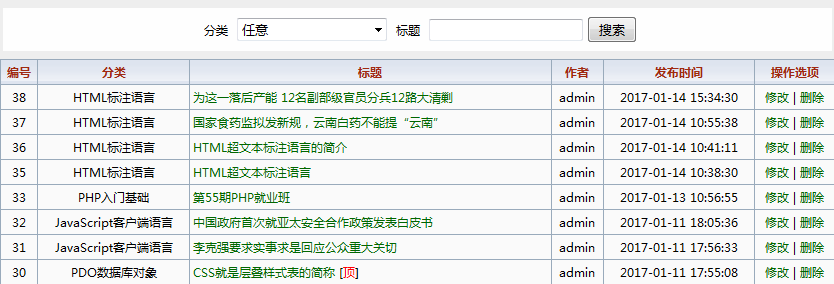 分类 任意 标题 搜索
编号 分类 标题 作者 发布时间 操作选项
38 HTML标注语言 为这一落后产能 12名副部级官员分兵12路大清剿 admin 2017-01-14 15:34:30 修改 | 删除
37 HTML标注语言 国家食药监拟发新规，云南白药不能提“云南” admin 2017-01-14 10:55:38 修改 | 删除
36 HTML标注语言 HTML超文本标注语言的简介 admin 2017-01-14 10:41:11 修改 | 删除
35 HTML标注语言 HTML超文本标注语言 admin 2017-01-14 10:38:30 修改 | 删除
33 PHP入门基础 第55期PHP就业班 admin 2017-01-13 10:56:55 修改 | 删除
32 JavaScript客户端语言 中国政府首次就亚太安全合作政策发表白皮书 admin 2017-01-11 18:05:36 修改 | 删除
31 JavaScript客户端语言 李克强要求实事求是回应公众重大关切 admin 2017-01-11 17:56:33 修改 | 删除
30 PDO数据库对象 CSS就是层叠样式表的简称 [顶] admin 2017-01-11 17:55:08 修改 | 删除